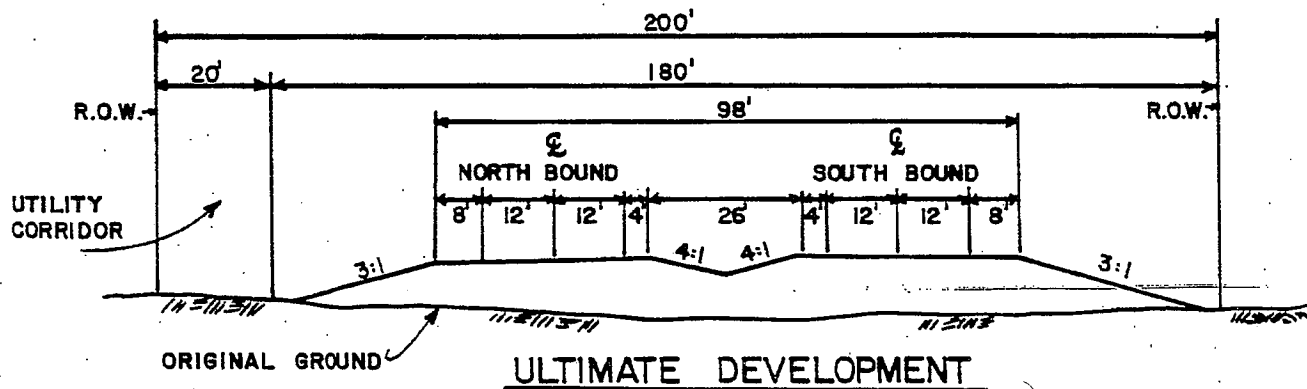 200'
20' 180'
R.O.W. R.O.W.
98'
℄ ℄
NORTH BOUND SOUTH BOUND
8' 12' 12' 4' 26' 4' 12' 12' 8'
UTILITY
CORRIDOR
3:1 4:1 4:1 3:1
ORIGINAL GROUND
ULTIMATE DEVELOPMENT